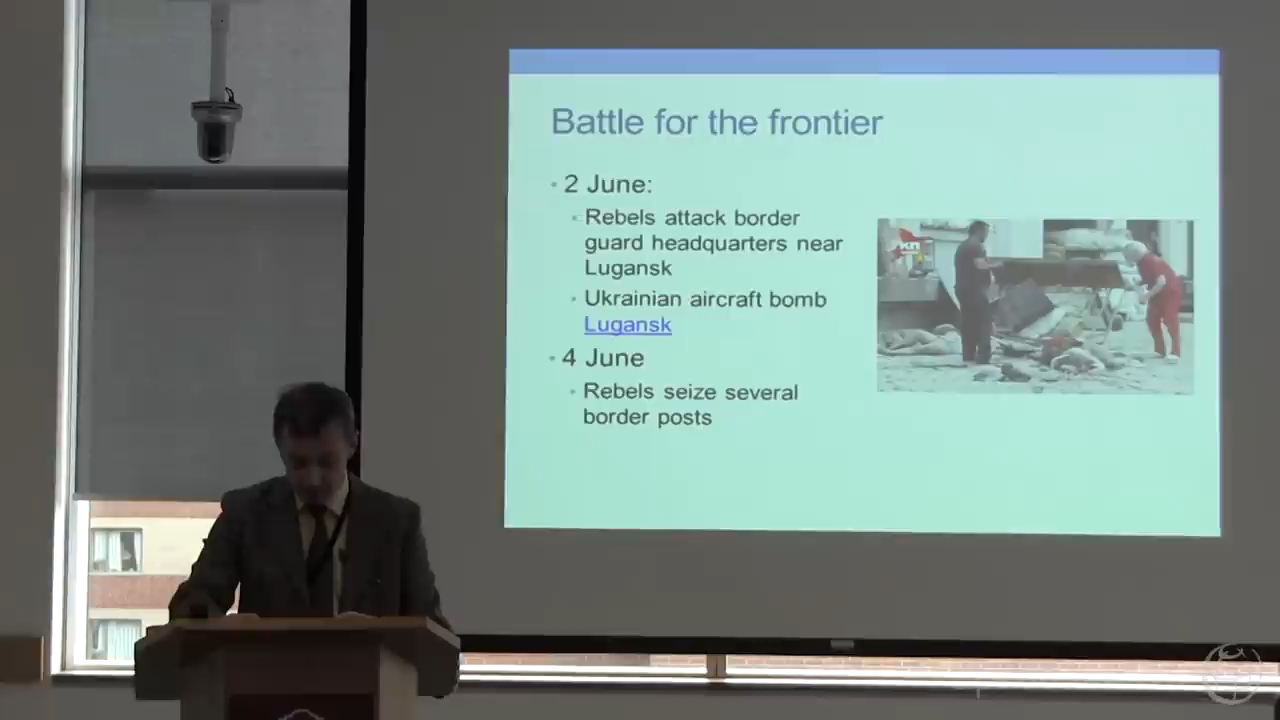 Battle for the frontier
• 2 June:
• Rebels attack border
guard headquarters near
Lugansk
• Ukrainian aircraft bomb
Lugansk
• 4 June
• Rebels seize several
border posts
КП